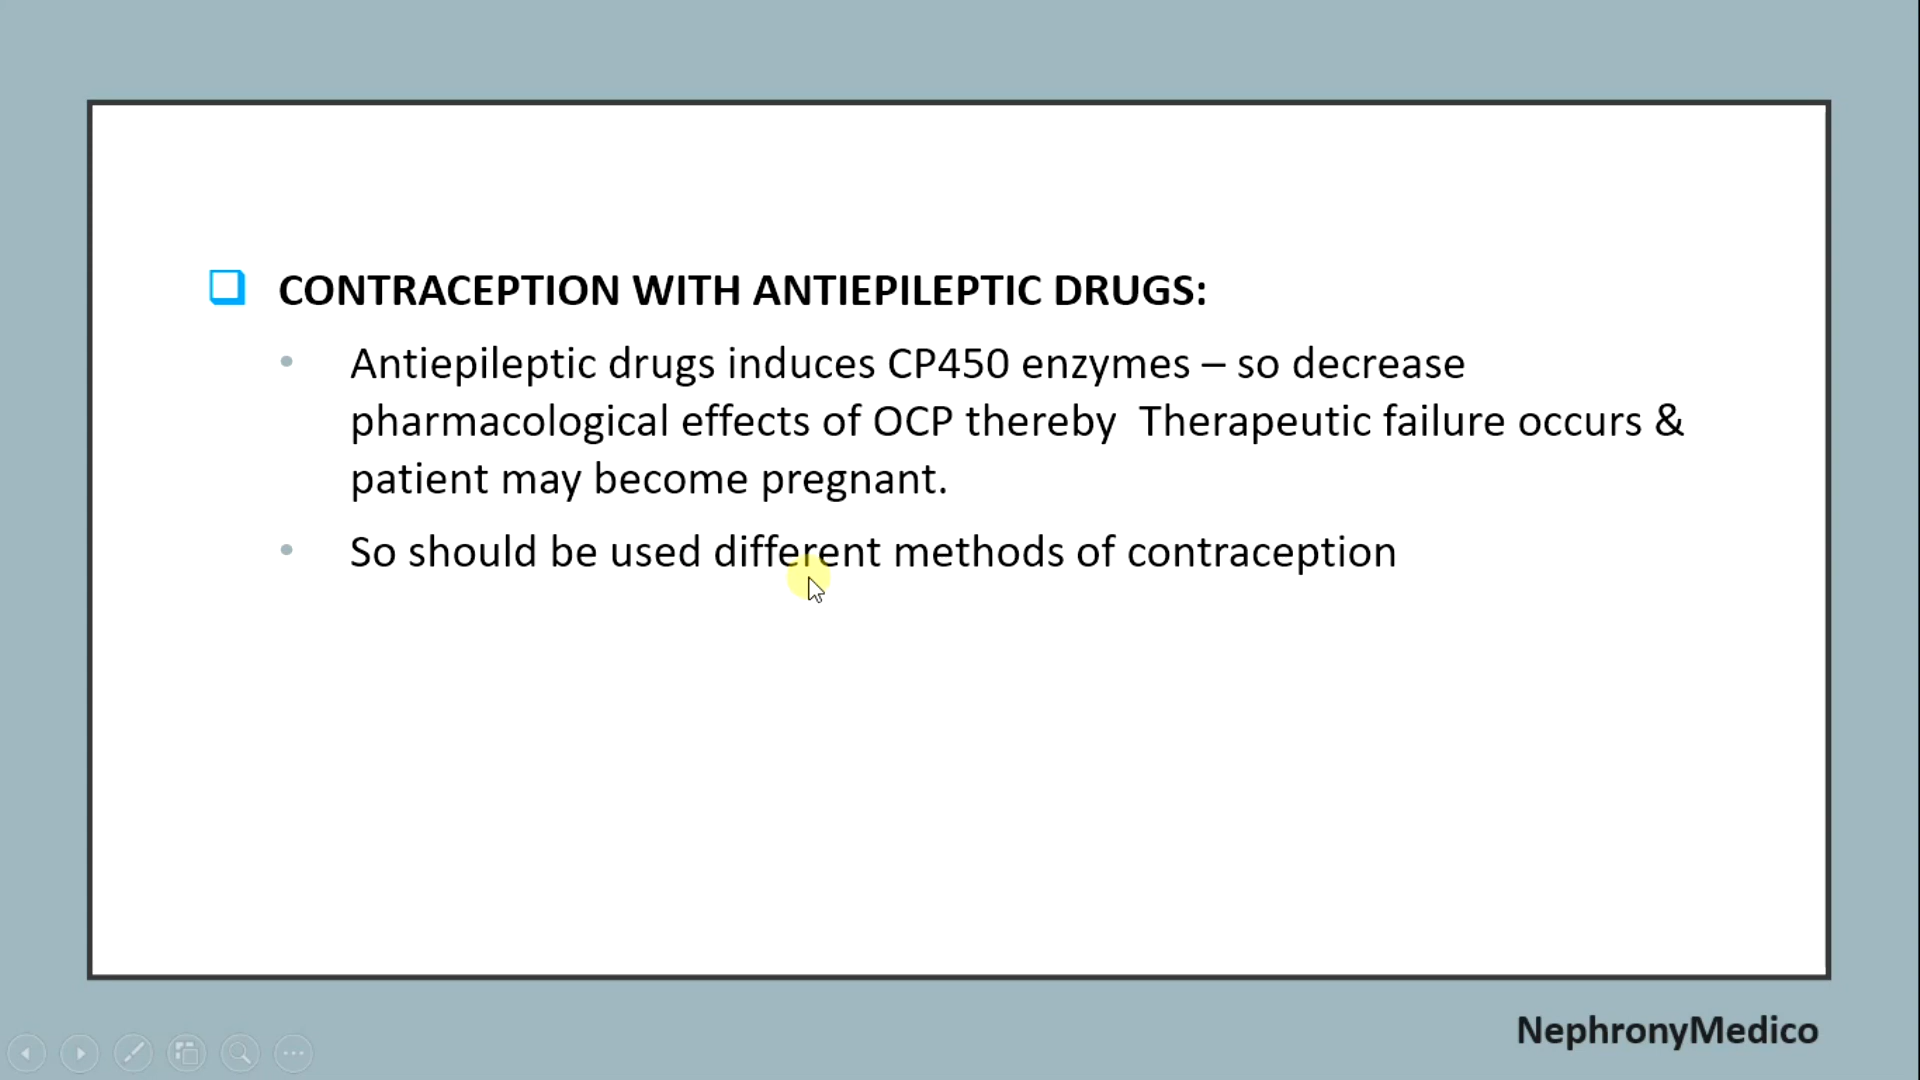 CONTRACEPTION WITH ANTIEPILEPTIC DRUGS:
• Antiepileptic drugs induces CP450 enzymes – so decrease
pharmacological effects of OCP thereby  Therapeutic failure occurs &
patient may become pregnant.
• So should be used different methods of contraception
NephronyMedico